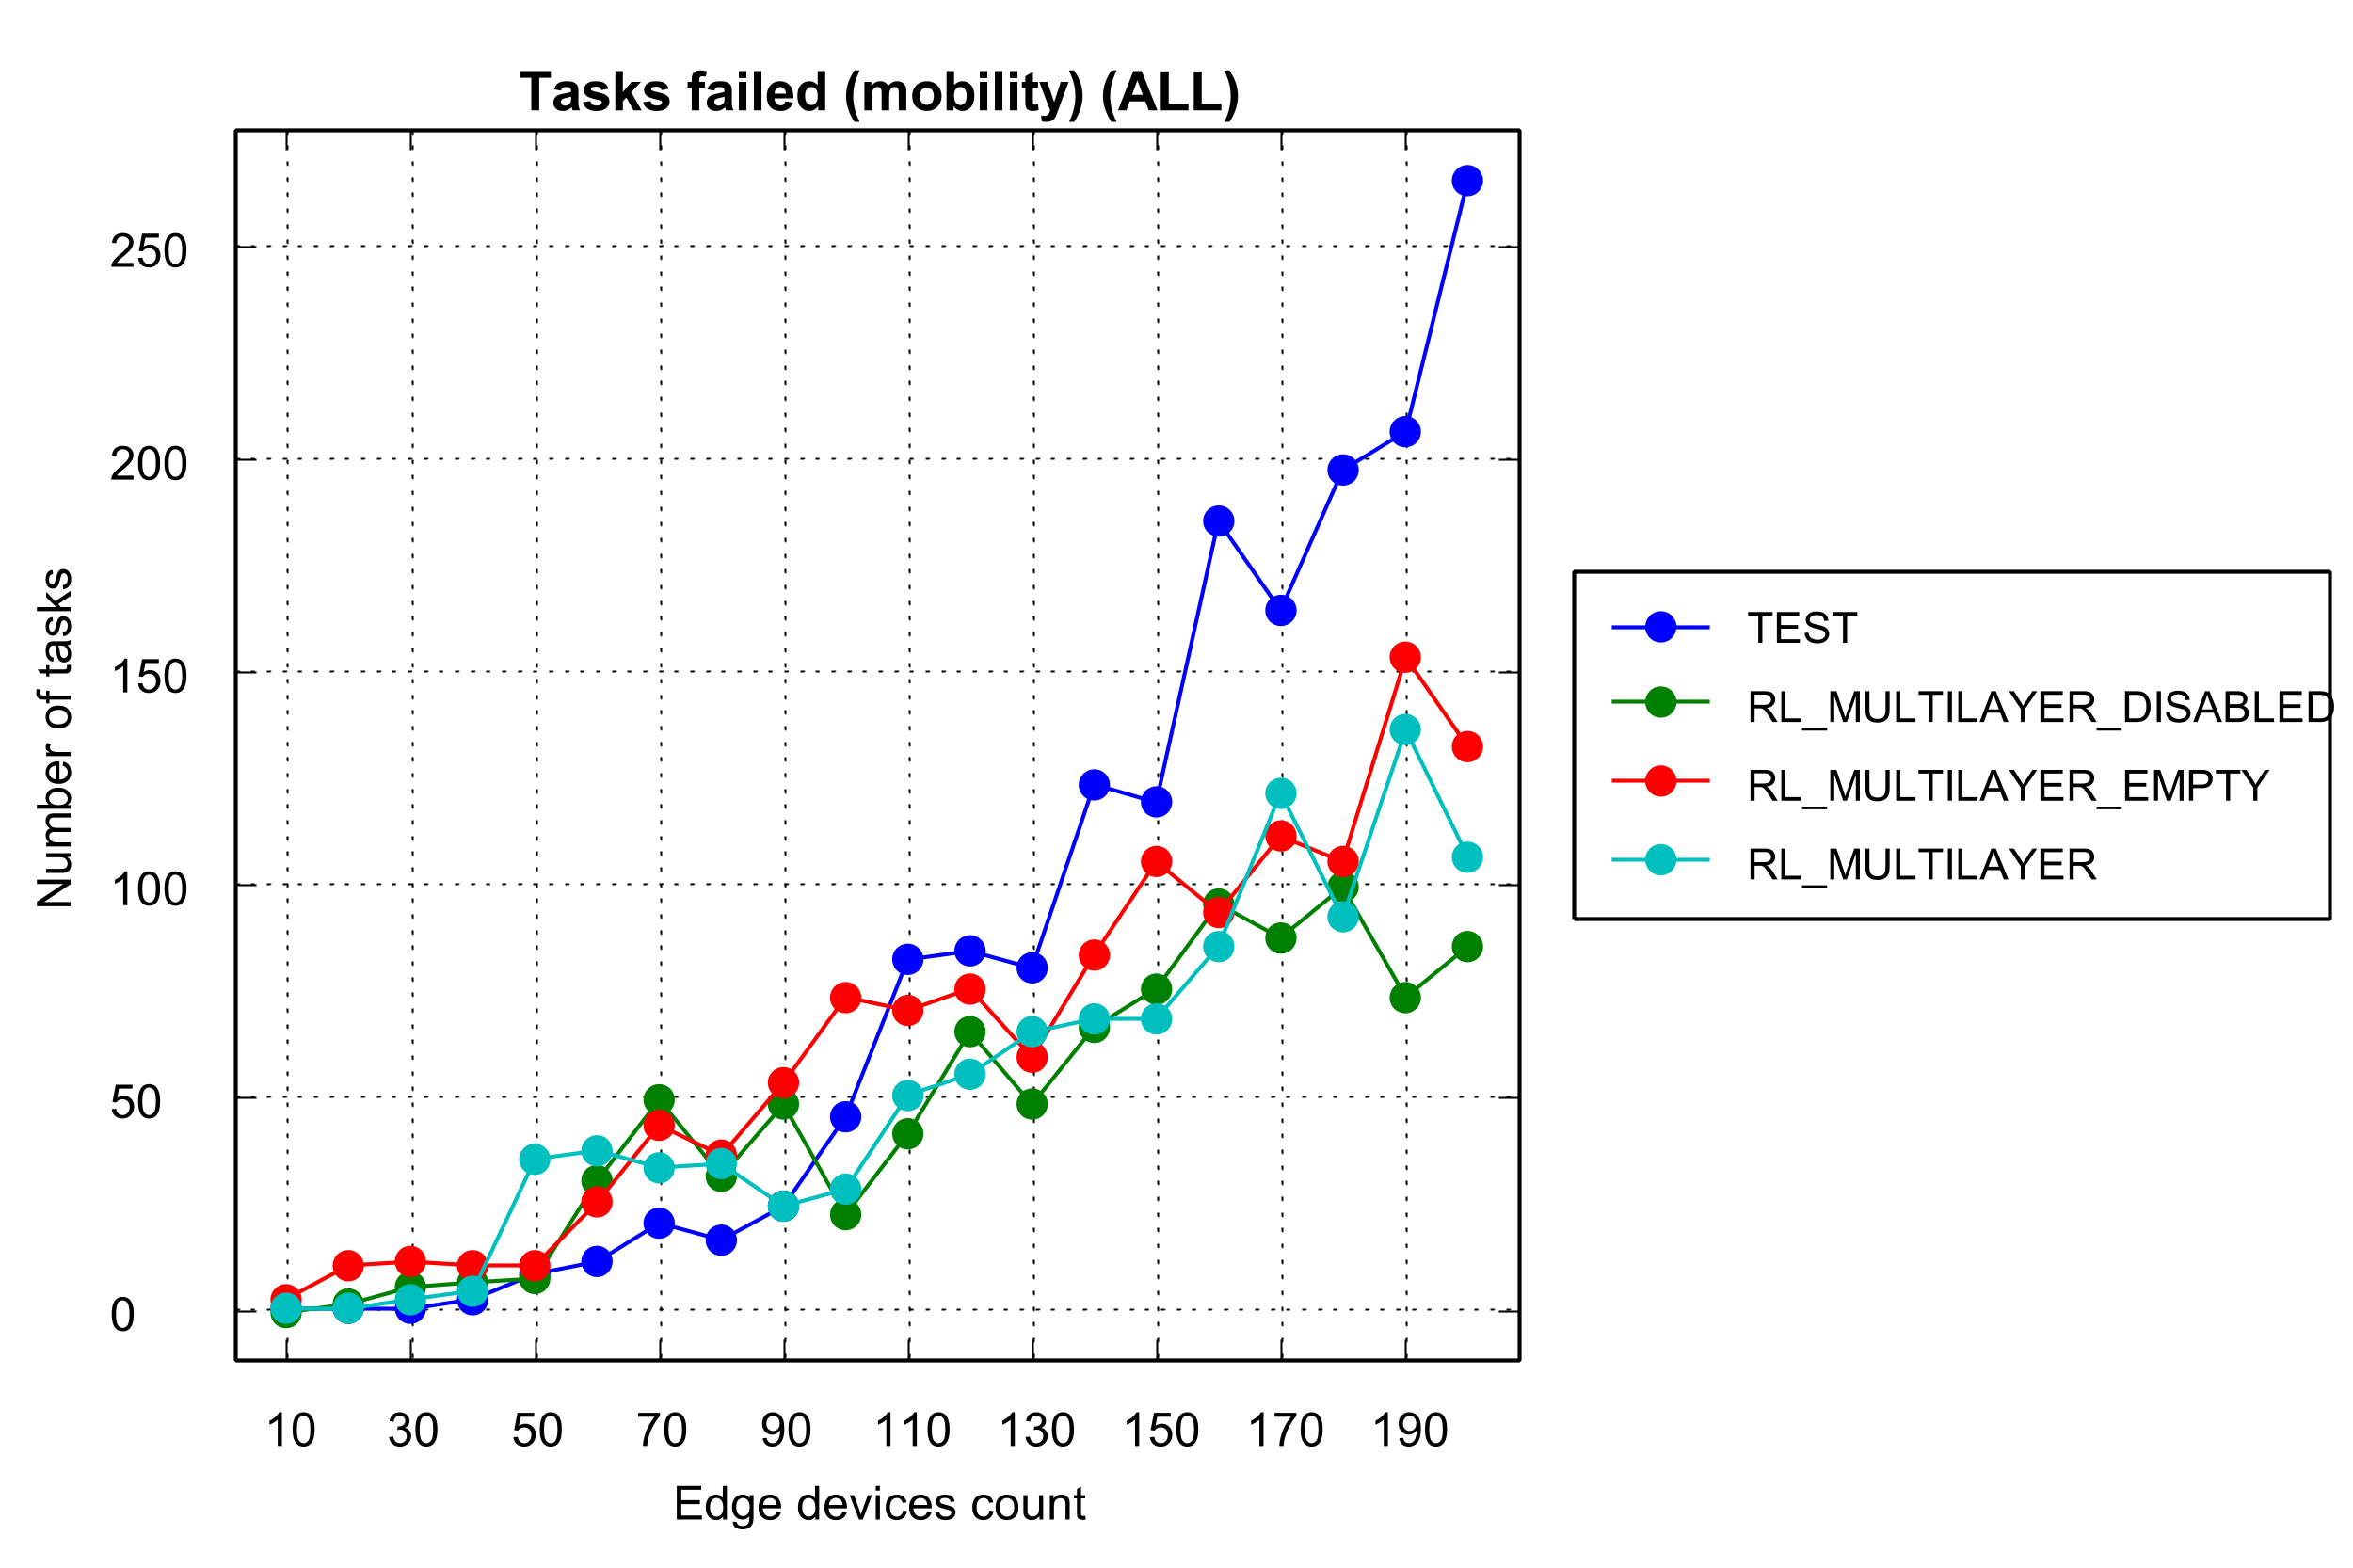 Tasks failed (mobility) (ALL)
250
200
150
100
50
0
Number of tasks
10 30 50 70 90 110 130 150 170 190
Edge devices count
TEST
RL_MULTILAYER_DISABLED
RL_MULTILAYER_EMPTY
RL_MULTILAYER